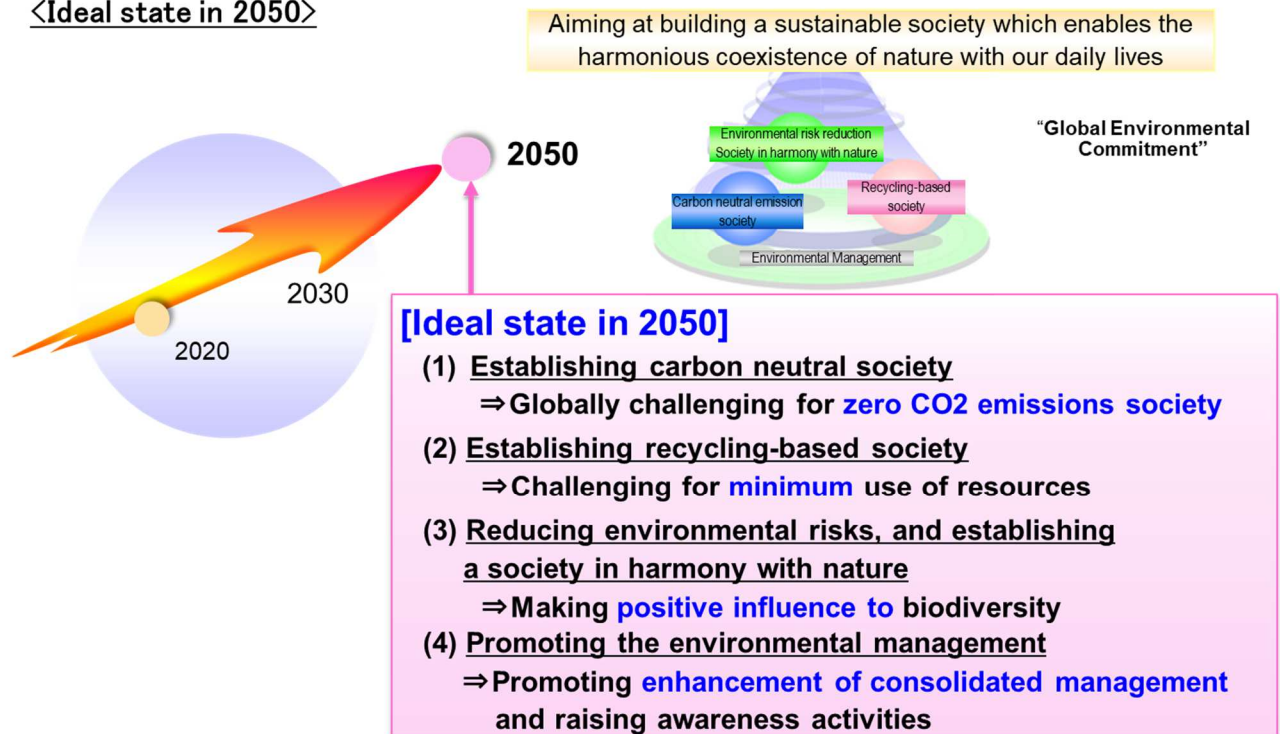 <Ideal state in 2050>
Aiming at building a sustainable society which enables the
harmonious coexistence of nature with our daily lives
2050
2030
2020
Environmental risk reduction
Society in harmony with nature
Carbon neutral emission
society
Recycling-based
society
Environmental Management
“Global Environmental
Commitment”
[Ideal state in 2050]
(1) Establishing carbon neutral society
⇒Globally challenging for zero CO2 emissions society
(2) Establishing recycling-based society
⇒Challenging for minimum use of resources
(3) Reducing environmental risks, and establishing
a society in harmony with nature
⇒Making positive influence to biodiversity
(4) Promoting the environmental management
⇒Promoting enhancement of consolidated management
and raising awareness activities